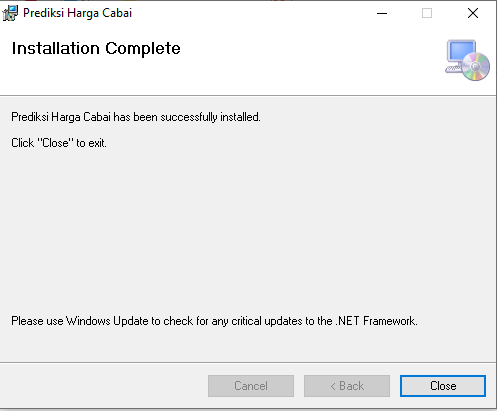 Prediksi Harga Cabai
Installation Complete
Prediksi Harga Cabai has been successfully installed.
Click "Close" to exit.
Please use Windows Update to check for any critical updates to the .NET Framework.
Cancel
< Back
Close